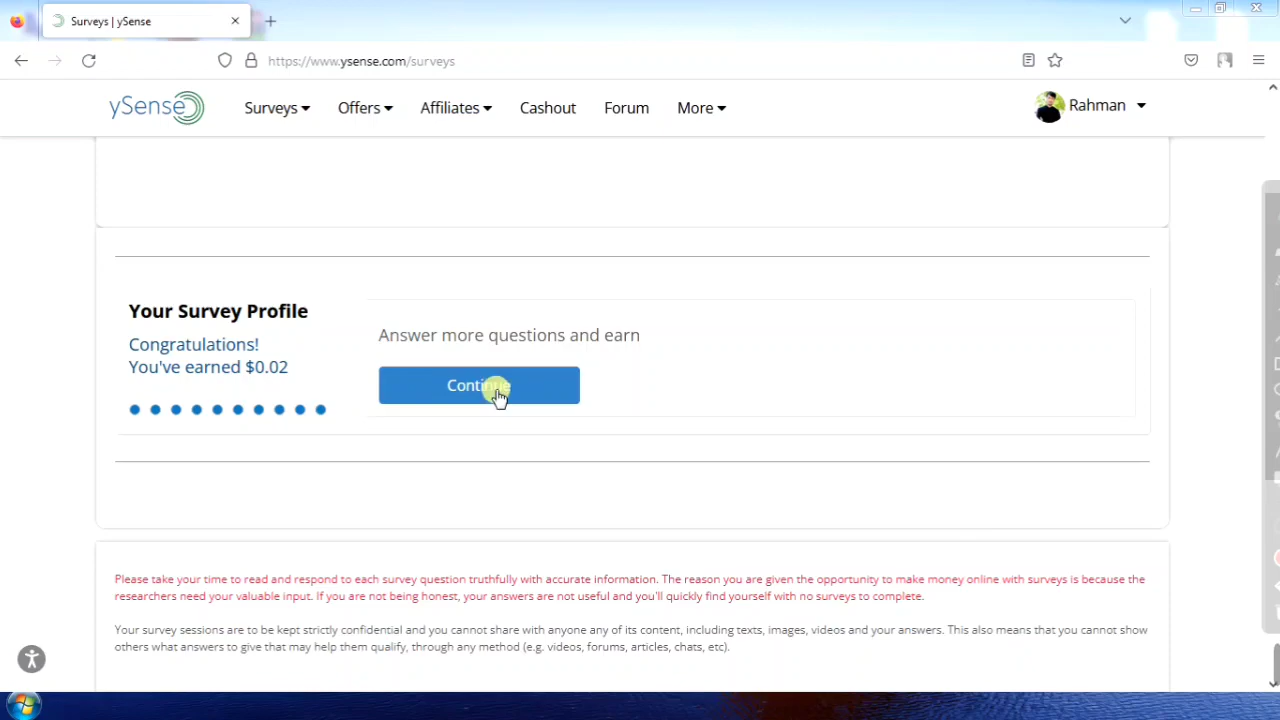 Surveys | ySense
https://www.ysense.com/surveys
ySense Surveys Offers Affiliates Cashout Forum More Rahman
Your Survey Profile
Congratulations!
You've earned $0.02
Answer more questions and earn
Continue
Please take your time to read and respond to each survey question truthfully with accurate information. The reason you are given the opportunity to make money online with surveys is because the
researchers need your valuable input. If you are not being honest, your answers are not useful and you'll quickly find yourself with no surveys to complete.
Your survey sessions are to be kept strictly confidential and you cannot share with anyone any of its content, including texts, images, videos and your answers. This also means that you cannot show
others what answers to give that may help them qualify, through any method (e.g. videos, forums, articles, chats, etc).